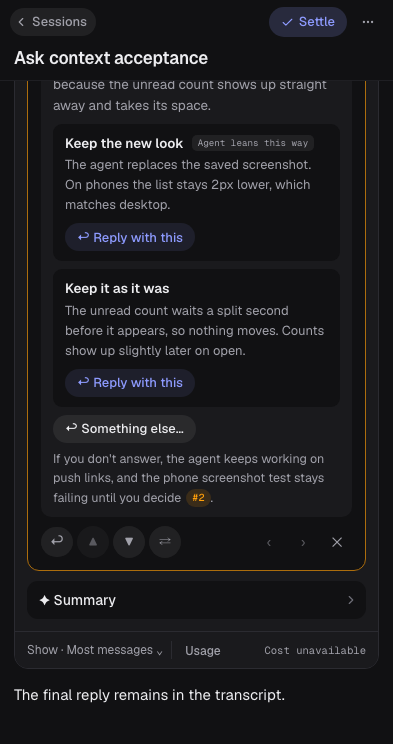 Sessions
Settle
Ask context acceptance
because the unread count shows up straight
away and takes its space.
Keep the new look
Agent leans this way
The agent replaces the saved screenshot.
On phones the list stays 2px lower, which
matches desktop.
Reply with this
Keep it as it was
The unread count waits a split second
before it appears, so nothing moves. Counts
show up slightly later on open.
Reply with this
Something else…
If you don't answer, the agent keeps working on
push links, and the phone screenshot test stays
failing until you decide #2.
Summary
Show · Most messages
Usage
Cost unavailable
The final reply remains in the transcript.